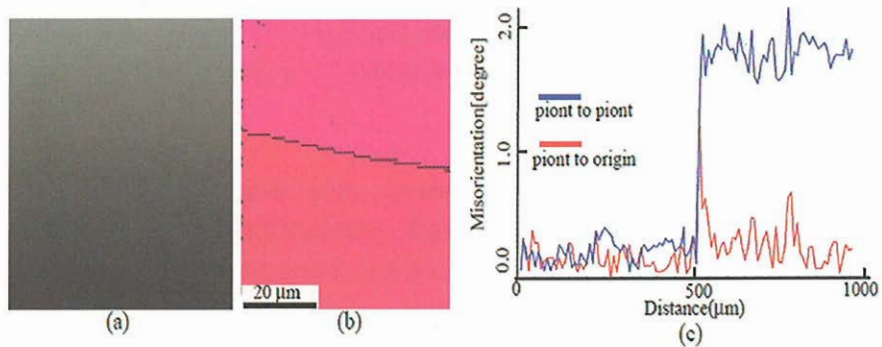 20 μm
(a)
(b)
Misorientation[degree]
2.0
1.0
0.0
piont to piont
piont to origin
0
500
1000
Distance(μm)
(c)